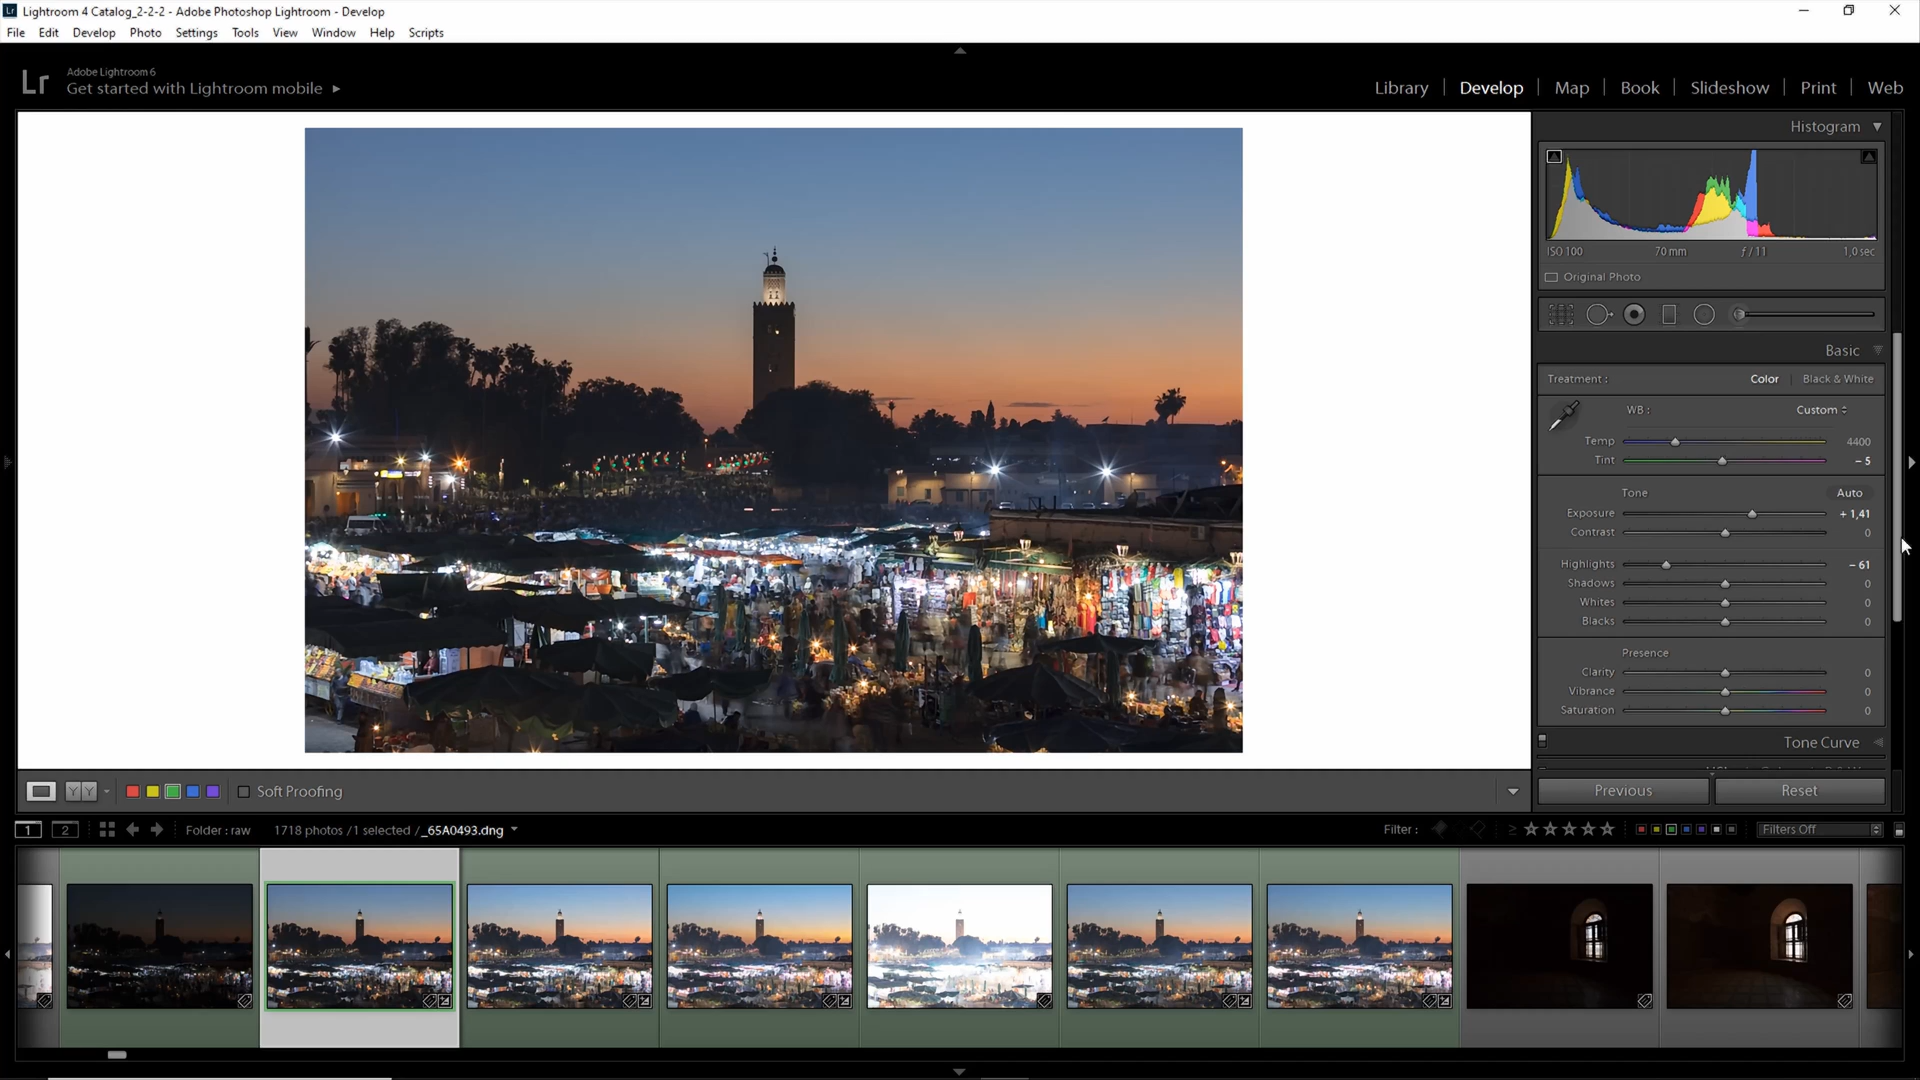 Lr Lightroom 4 Catalog_2-2-2 - Adobe Photoshop Lightroom - Develop
File Edit Develop Photo Settings Tools View Window Help Scripts
Lr Adobe Lightroom 6
Get started with Lightroom mobile
Library | Develop | Map | Book | Slideshow | Print | Web
Histogram
ISO 100 70 mm f / 11 1,0 sec
Original Photo
Basic
Treatment : Color | Black & White
WB : Custom
Temp 4400
Tint – 5
Tone Auto
Exposure + 1,41
Contrast 0
Highlights – 61
Shadows 0
Whites 0
Blacks 0
Presence
Clarity 0
Vibrance 0
Saturation 0
Tone Curve
Y Y Soft Proofing
Previous Reset
1 2 Folder : raw 1718 photos / 1 selected / _65A0493.dng Filter : ≥ Filters Off